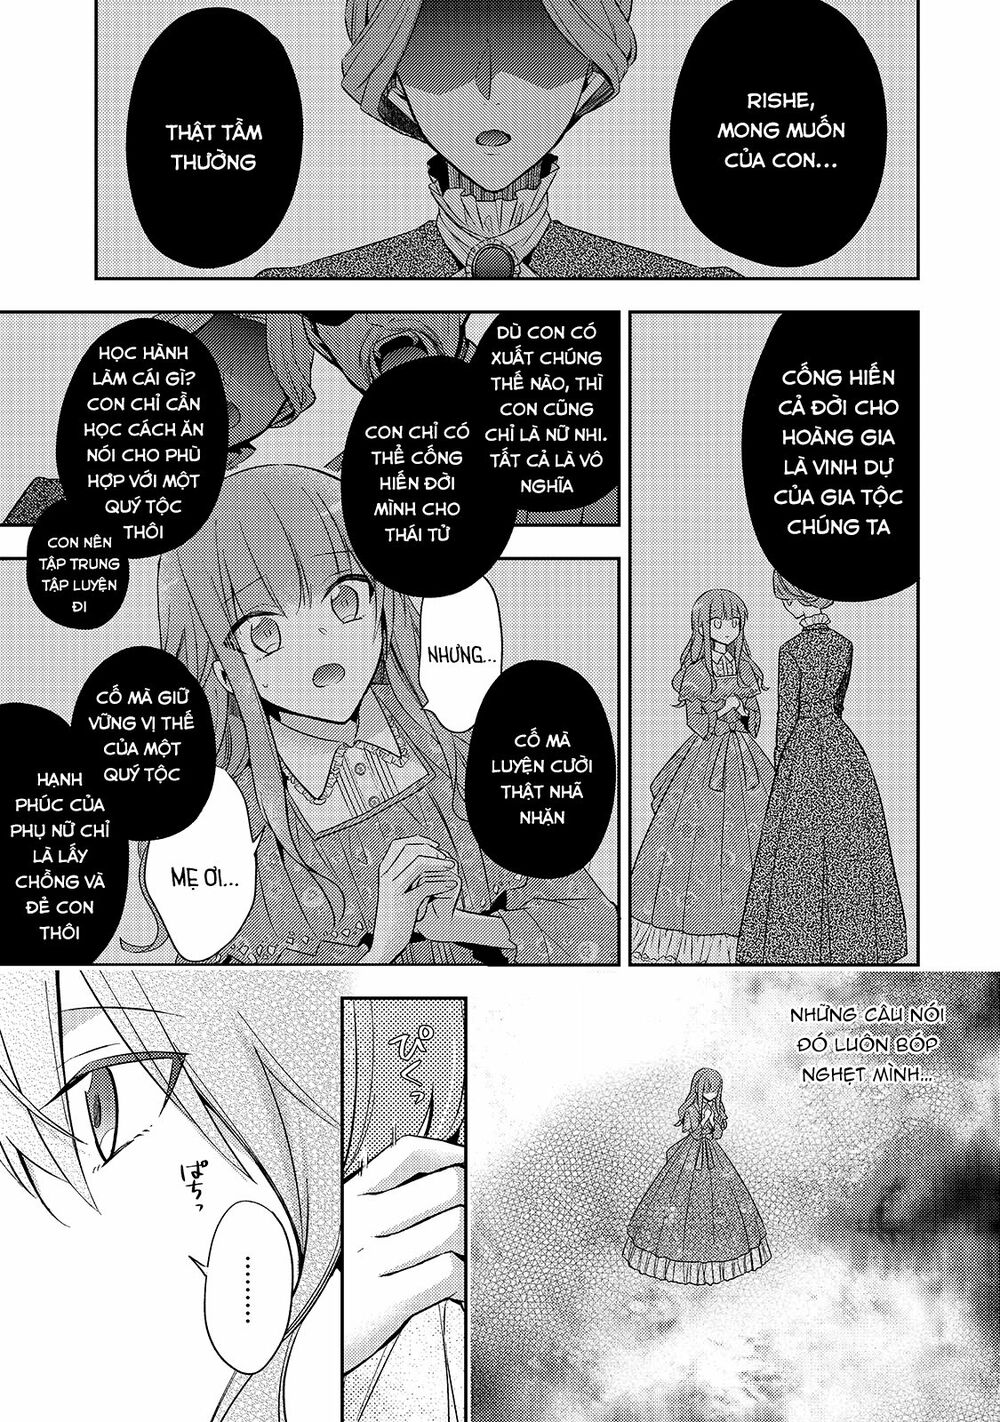 RISHE,
MONG MUỐN
CỦA CON...
THẬT TẦM
THƯỜNG
CỐNG HIẾN
CẢ ĐỜI CHO
HOÀNG GIA
LÀ VINH DỰ
CỦA GIA TỘC
CHÚNG TA
DÙ CON CÓ
XUẤT CHÚNG
THẾ NÀO, THÌ
CON CŨNG
CHỈ LÀ NỮ NHI.
TẤT CẢ LÀ VÔ
NGHĨA
CON CHỈ CÓ
THỂ CỐNG
HIẾN ĐỜI
MÌNH CHO
THÁI TỬ
HỌC HÀNH
LÀM CÁI GÌ?
CON CHỈ CẦN
HỌC CÁCH ĂN
NÓI CHO PHÙ
HỢP VỚI MỘT
QUÝ TỘC
THÔI
CON NÊN
TẬP TRUNG
TẬP LUYỆN
ĐI
NHƯNG...
CỐ MÀ
LUYỆN CƯỜI
THẬT NHÃ
NHẶN
CỐ MÀ GIỮ
VỮNG VỊ THẾ
CỦA MỘT
QUÝ TỘC
MẸ ƠI...
HẠNH
PHÚC CỦA
PHỤ NỮ CHỈ
LÀ LẤY
CHỒNG VÀ
ĐẺ CON
THÔI
NHỮNG CÂU NÓI
ĐÓ LUÔN BÓP
NGHẸT MÌNH...
ぴくっ
ぱちっ
………